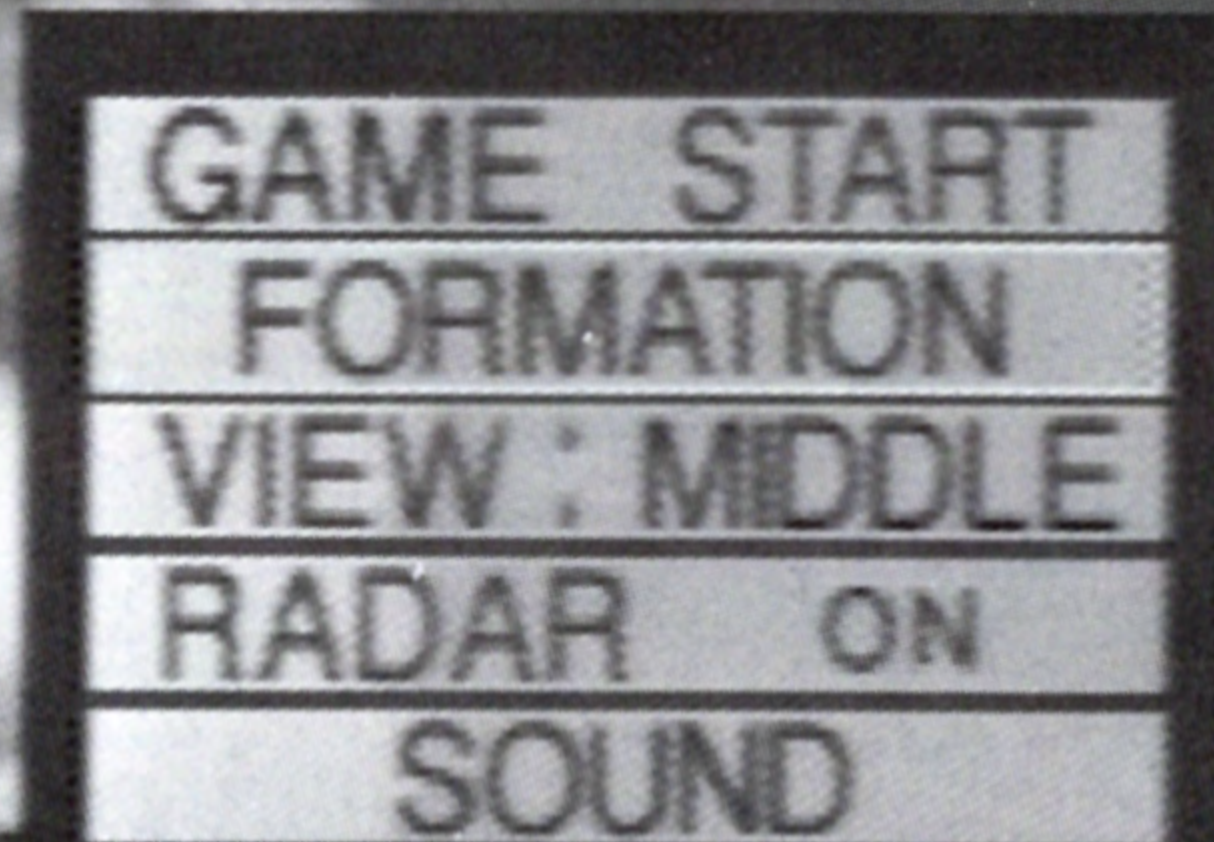 GAME START
FORMATION
VIEW : MIDDLE
RADAR ON
SOUND